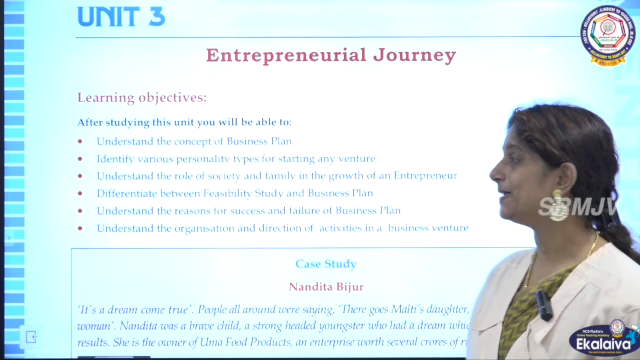 UNIT 3
Entrepreneurial Journey
Learning objectives:
After studying this unit you will be able to:
• Understand the concept of Business Plan
• Identify various personality types for starting any venture
• Understand the role of society and family in the growth of an Entrepreneur
• Differentiate between Feasibility Study and Business Plan
• Understand the reasons for success and failure of Business Plan
• Understand the organisation and direction of activities in a business venture
Case Study
Nandita Bijur
'It's a dream come true'. People all around were saying, 'There goes Malti's daughter,
woman'. Nandita was a brave child, a strong headed youngster who had a dream
results. She is the owner of Uma Food Products, an enterprise worth several crores of
SBMJV
Ekalaiva